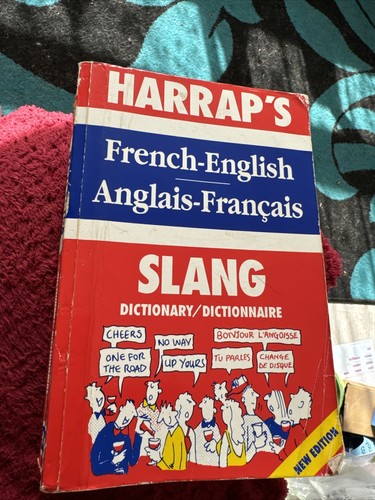 HARRAP'S
French-English
Anglais-Français
SLANG
DICTIONARY/DICTIONNAIRE
CHEERS
NO WAY
BONJOUR L'ANGOISSE
ONE FOR
THE ROAD
UP YOURS
TU PARLES
CHANGE
DE DISQUE
NEW EDITION